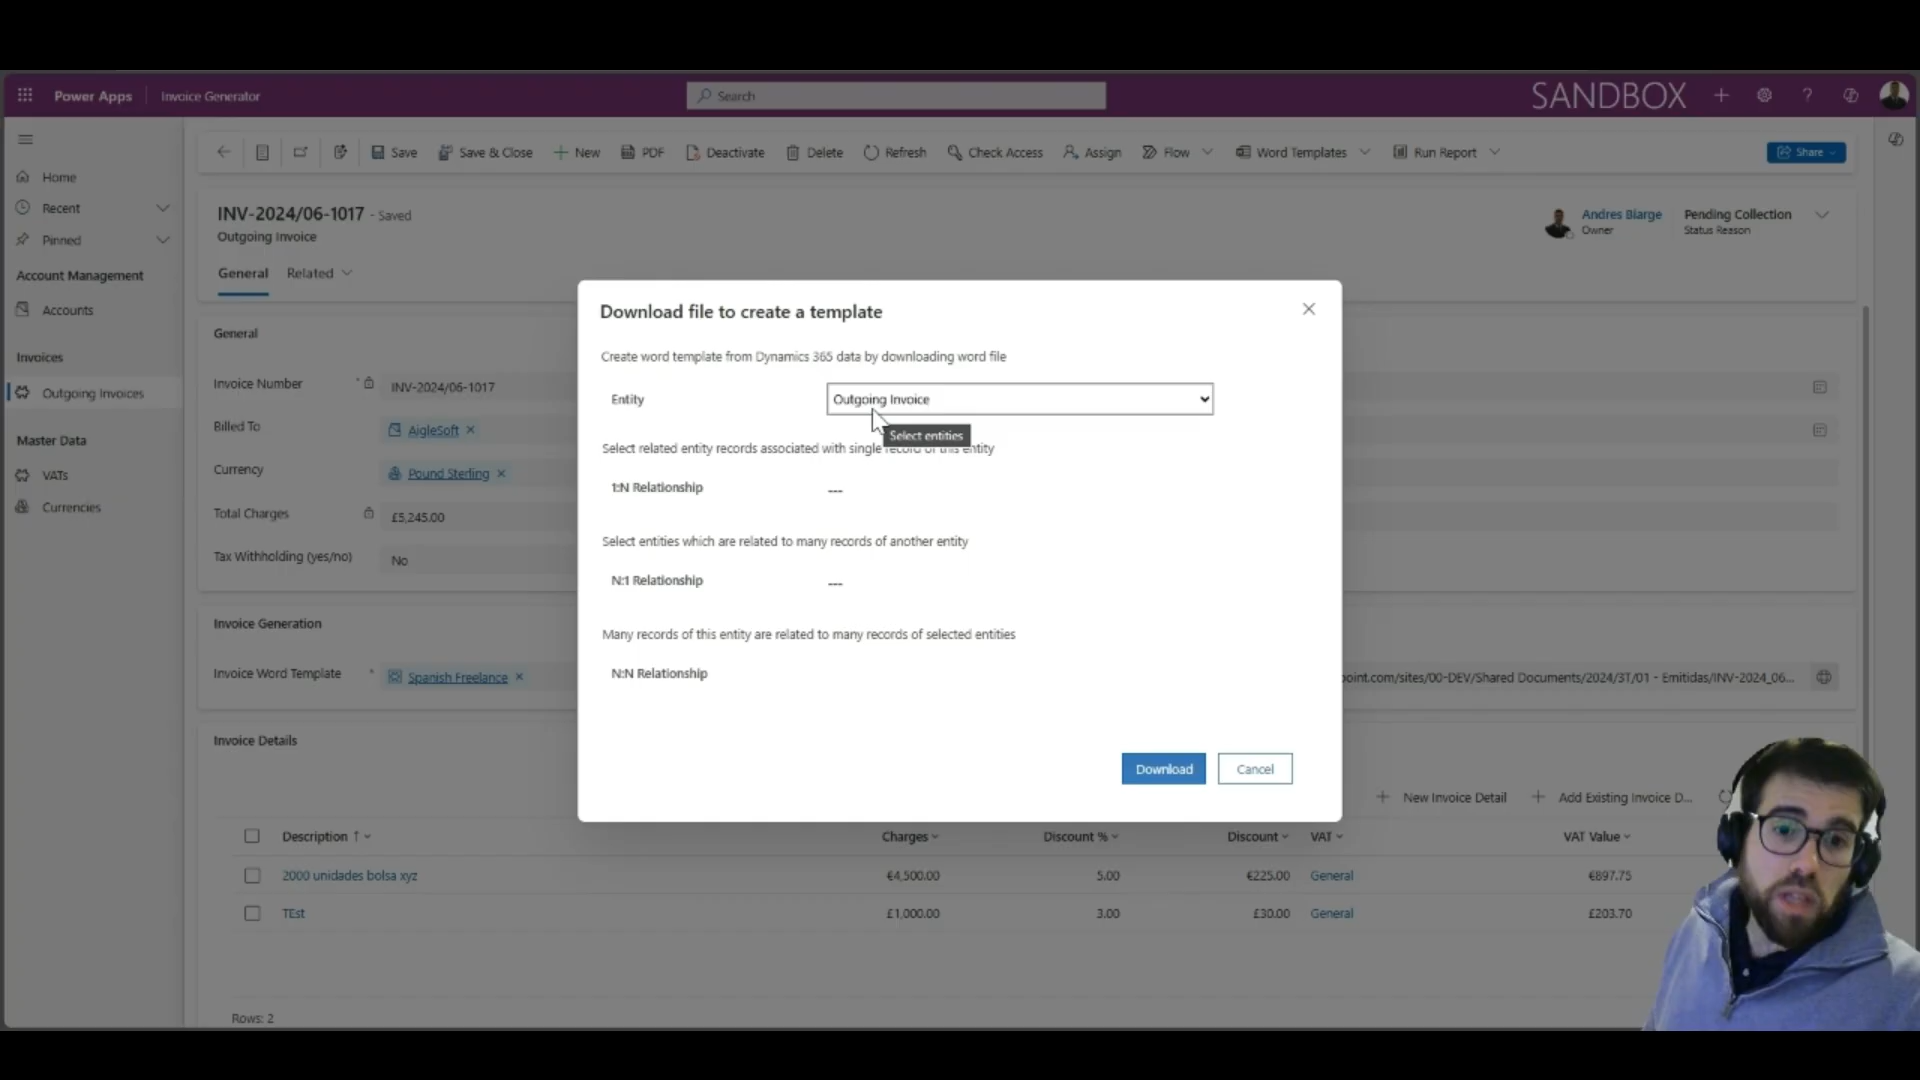 Power Apps Invoice Generator Search SANDBOX
Save Save & Close New PDF Deactivate Delete Refresh Check Access Assign Flow Word Templates Run Report Share
Home
Recent
Pinned
Account Management
Accounts
Invoices
Outgoing Invoices
Master Data
VATs
Currencies
INV-2024/06-1017 - Saved
Outgoing Invoice
Andres Biarge
Owner
Pending Collection
Status Reason
General Related
General
Invoice Number * INV-2024/06-1017
Billed To AigleSoft
Currency Pound Sterling
Total Charges £5,245.00
Tax Withholding (yes/no) No
Invoice Generation
Invoice Word Template * Spanish Freelance
point.com/sites/00-DEV/Shared Documents/2024/3T/01 - Emitidas/INV-2024_06...
Download file to create a template
Create word template from Dynamics 365 data by downloading word file
Entity Outgoing Invoice
Select entities
Select related entity records associated with single record of this entity
1:N Relationship ---
Select entities which are related to many records of another entity
N:1 Relationship ---
Many records of this entity are related to many records of selected entities
N:N Relationship
Download Cancel
Invoice Details
New Invoice Detail Add Existing Invoice D...
Description ↑ Charges Discount % Discount VAT VAT Value
2000 unidades bolsa xyz €4,500.00 5.00 €225.00 General €897.75
TEst £1,000.00 3.00 £30.00 General £203.70
Rows: 2